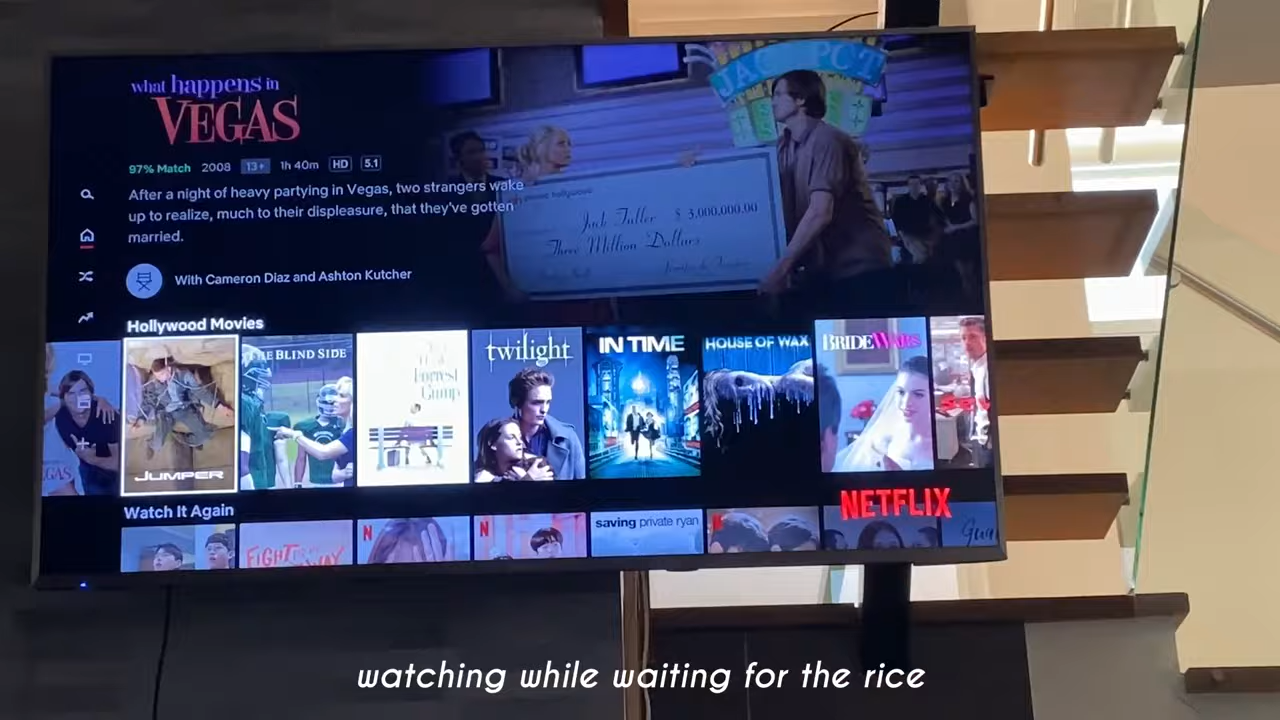 what happens in
VEGAS
97% Match 2008 13+ 1h 40m HD 5.1
After a night of heavy partying in Vegas, two strangers wake
up to realize, much to their displeasure, that they've gotten
married.
With Cameron Diaz and Ashton Kutcher
JACKPOT
Jack Fuller $ 3,000,000.00
Three Million Dollars
Hollywood Movies
VEGAS
JUMPER
THE BLIND SIDE
Forrest
Gump
twilight
IN TIME
HOUSE OF WAX
BRIDE WARS
NETFLIX
Watch It Again
FIGHT
WAY
N
N
saving private ryan
N
watching while waiting for the rice